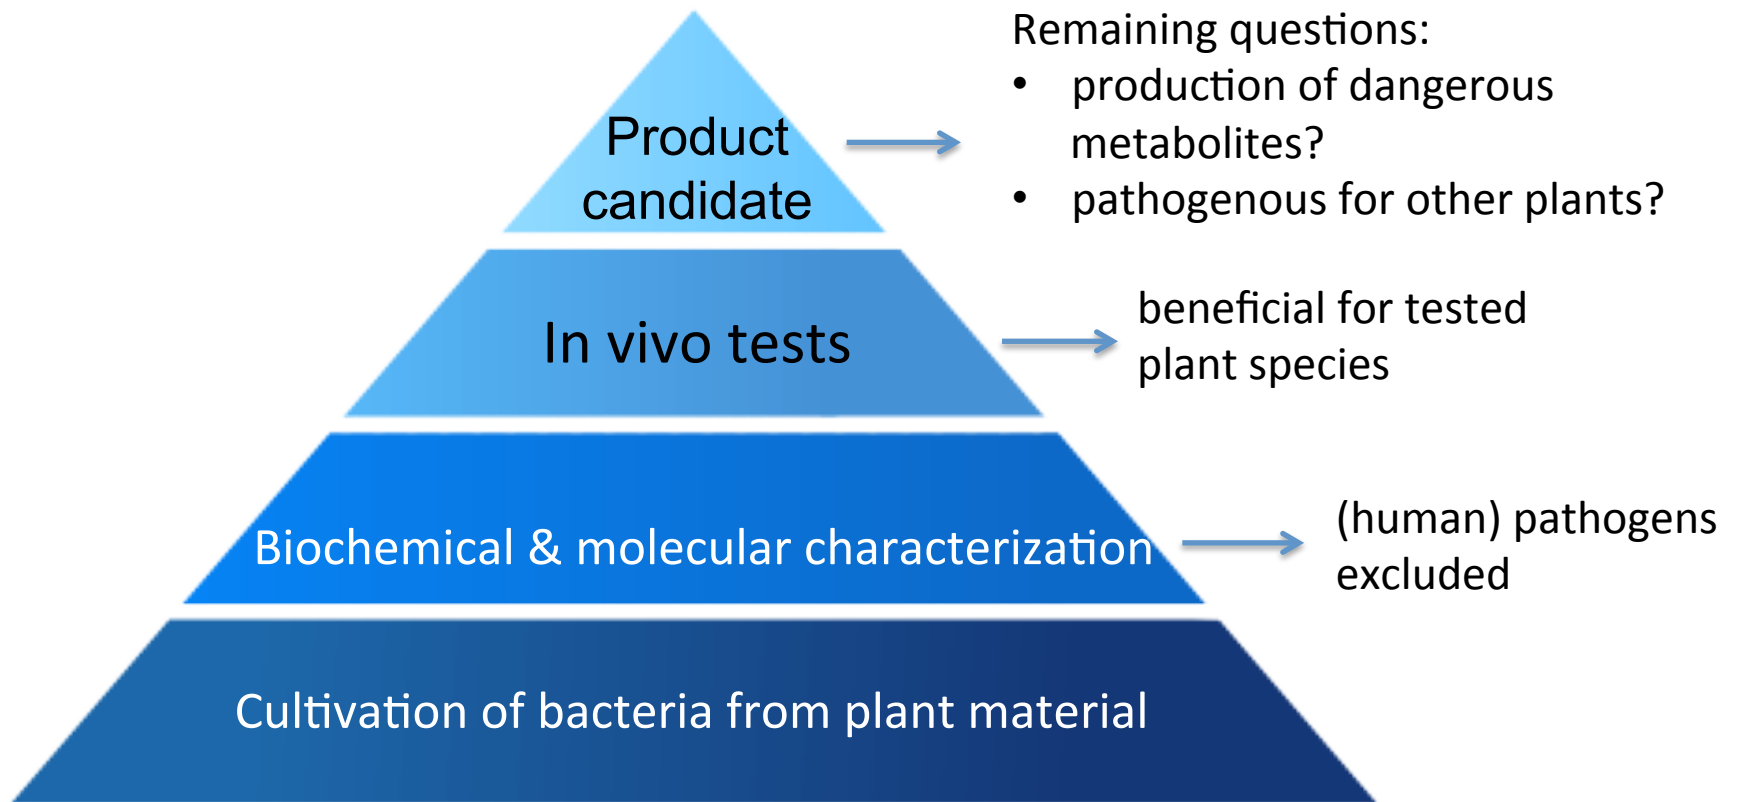 Remaining questions:
• production of dangerous
metabolites?
• pathogenous for other plants?
Product
candidate
In vivo tests
beneficial for tested
plant species
Biochemical & molecular characterization
(human) pathogens
excluded
Cultivation of bacteria from plant material